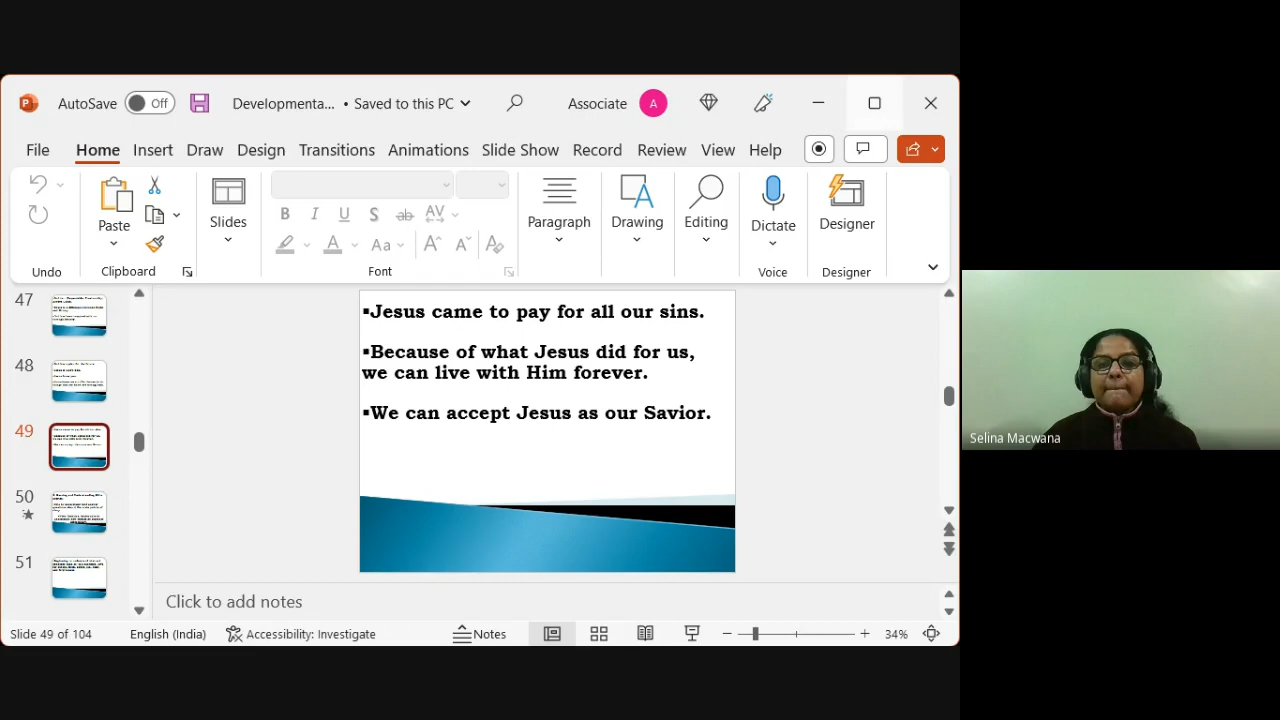 AutoSave Off Developmenta... • Saved to this PC Associate A
File Home Insert Draw Design Transitions Animations Slide Show Record Review View Help
Paste Slides B I U S ab AV Aa A A A Paragraph Drawing Editing Dictate Designer
Undo Clipboard Font Voice Designer
47
48
49
50
51
▪Jesus came to pay for all our sins.
▪Because of what Jesus did for us,
we can live with Him forever.
▪We can accept Jesus as our Savior.
Click to add notes
Slide 49 of 104 English (India) Accessibility: Investigate Notes 34%
Selina Macwana